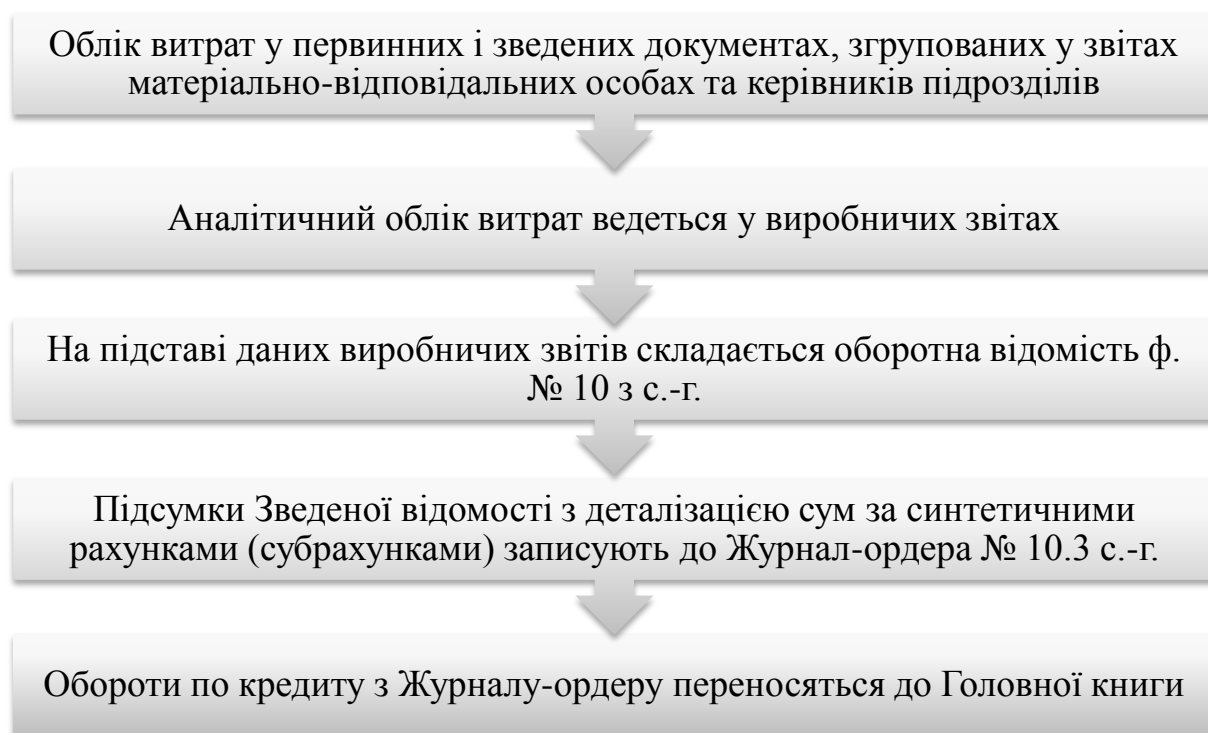 Облік витрат у первинних і зведених документах, згрупованих у звітах
матеріально-відповідальних особах та керівників підрозділів
Аналітичний облік витрат ведеться у виробничих звітах
На підставі даних виробничих звітів складається оборотна відомість ф.
№ 10 з с.-г.
Підсумки Зведеної відомості з деталізацією сум за синтетичними
рахунками (субрахунками) записують до Журнал-ордера № 10.3 с.-г.
Обороти по кредиту з Журналу-ордеру переносяться до Головної книги